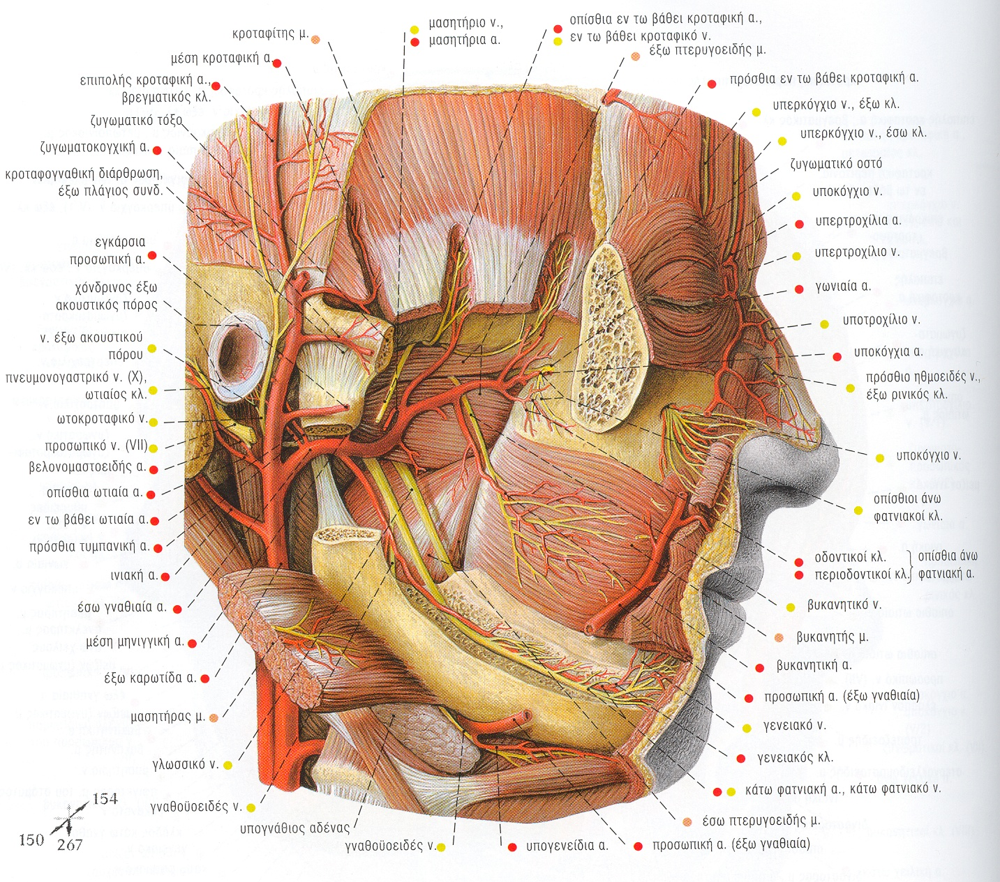 κροταφίτης μ.
μέση κροταφική α.
επιπολής κροταφική α.,
βρεγματικός κλ.
ζυγωματικό τόξο
ζυγωματοκογχική α.
κροταφογναθική διάρθρωση,
έξω πλάγιος συνδ.
εγκάρσια
προσωπική α.
χόνδρινος έξω
ακουστικός πόρος
ν. έξω ακουστικού
πόρου
πνευμονογαστρικό ν. (X),
ωτιαίος κλ.
ωτοκροταφικό ν.
προσωπικό ν. (VII)
βελονομαστοειδής α.
οπίσθια ωτιαία α.
εν τω βάθει ωτιαία α.
πρόσθια τυμπανική α.
ινιακή α.
έσω γναθιαία α.
μέση μηνιγγική α.
έξω καρωτίδα α.
μασητήρας μ.
γλωσσικό ν.
γναθοϋοειδές ν.
υπογνάθιος αδένας
γναθοϋοειδές ν.
υπογενείδια α.
προσωπική α. (έξω γναθιαία)
μασητήριο ν.,
μασητήρια α.
οπίσθια εν τω βάθει κροταφική α.,
εν τω βάθει κροταφικό ν.
έξω πτερυγοειδής μ.
πρόσθια εν τω βάθει κροταφική α.
υπερκόγχιο ν., έξω κλ.
υπερκόγχιο ν., έσω κλ.
ζυγωματικό οστό
υποκόγχιο ν.
υπερτροχίλια α.
υπερτροχίλιο ν.
γωνιαία α.
υποτροχίλιο ν.
υποκόγχια α.
πρόσθιο ηθμοειδές ν.,
έξω ρινικός κλ.
υποκόγχιο ν.
οπίσθιοι άνω
φατνιακοί κλ.
οδοντικοί κλ.
περιοδοντικοί κλ.
οπίσθια άνω
φατνιακή α.
βυκανητικό ν.
βυκανητής μ.
βυκανητική α.
προσωπική α. (έξω γναθιαία)
γενειακό ν.
γενειακός κλ.
κάτω φατνιακή α., κάτω φατνιακό ν.
έσω πτερυγοειδής μ.
154
150
267